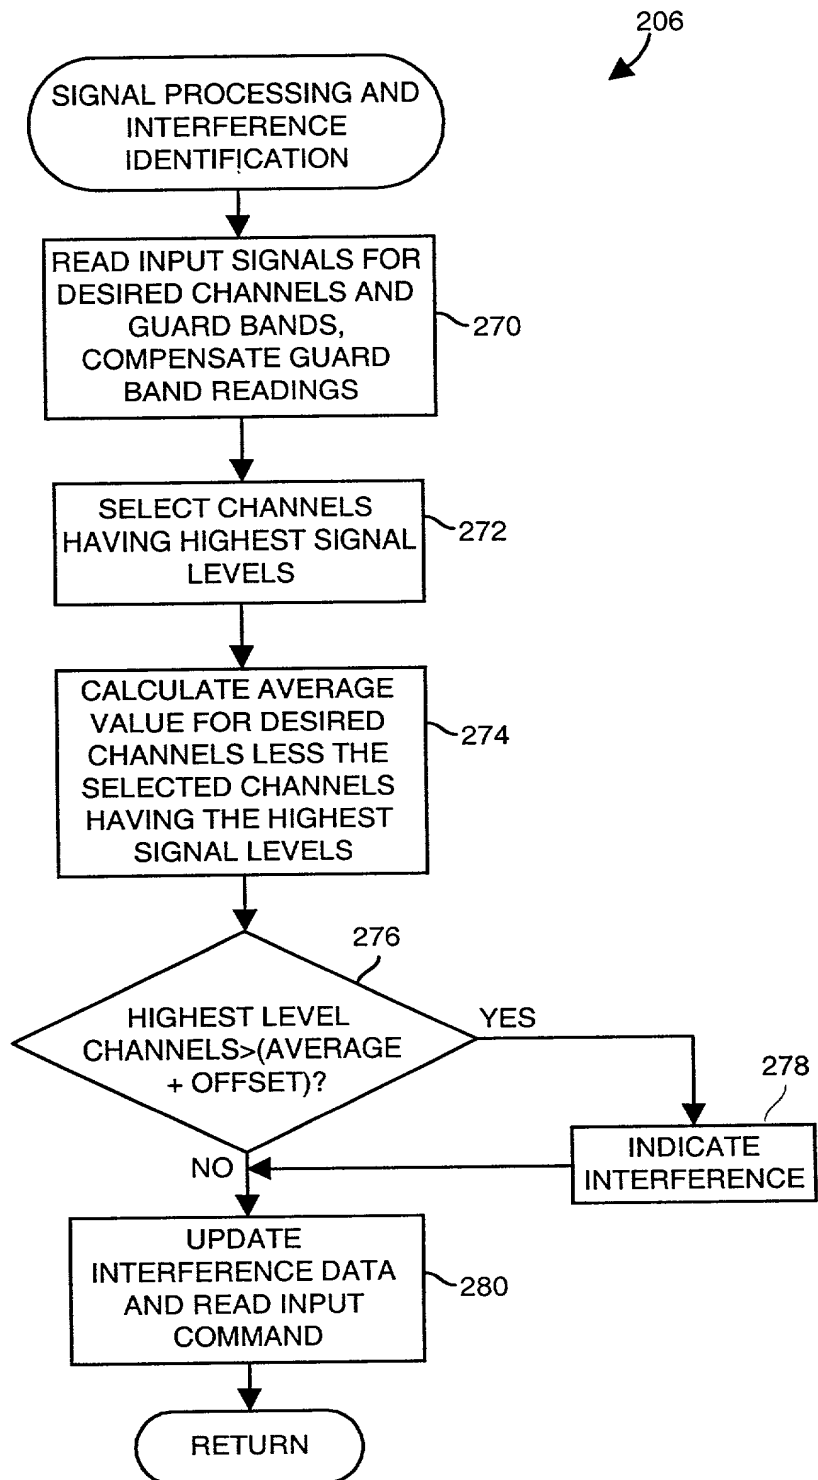 206
SIGNAL PROCESSING AND
INTERFERENCE
IDENTIFICATION
READ INPUT SIGNALS FOR
DESIRED CHANNELS AND
GUARD BANDS,
COMPENSATE GUARD
BAND READINGS
270
SELECT CHANNELS
HAVING HIGHEST SIGNAL
LEVELS
272
CALCULATE AVERAGE
VALUE FOR DESIRED
CHANNELS LESS THE
SELECTED CHANNELS
HAVING THE HIGHEST
SIGNAL LEVELS
274
276
HIGHEST LEVEL
CHANNELS>(AVERAGE
+ OFFSET)?
YES
278
INDICATE
INTERFERENCE
NO
UPDATE
INTERFERENCE DATA
AND READ INPUT
COMMAND
280
RETURN